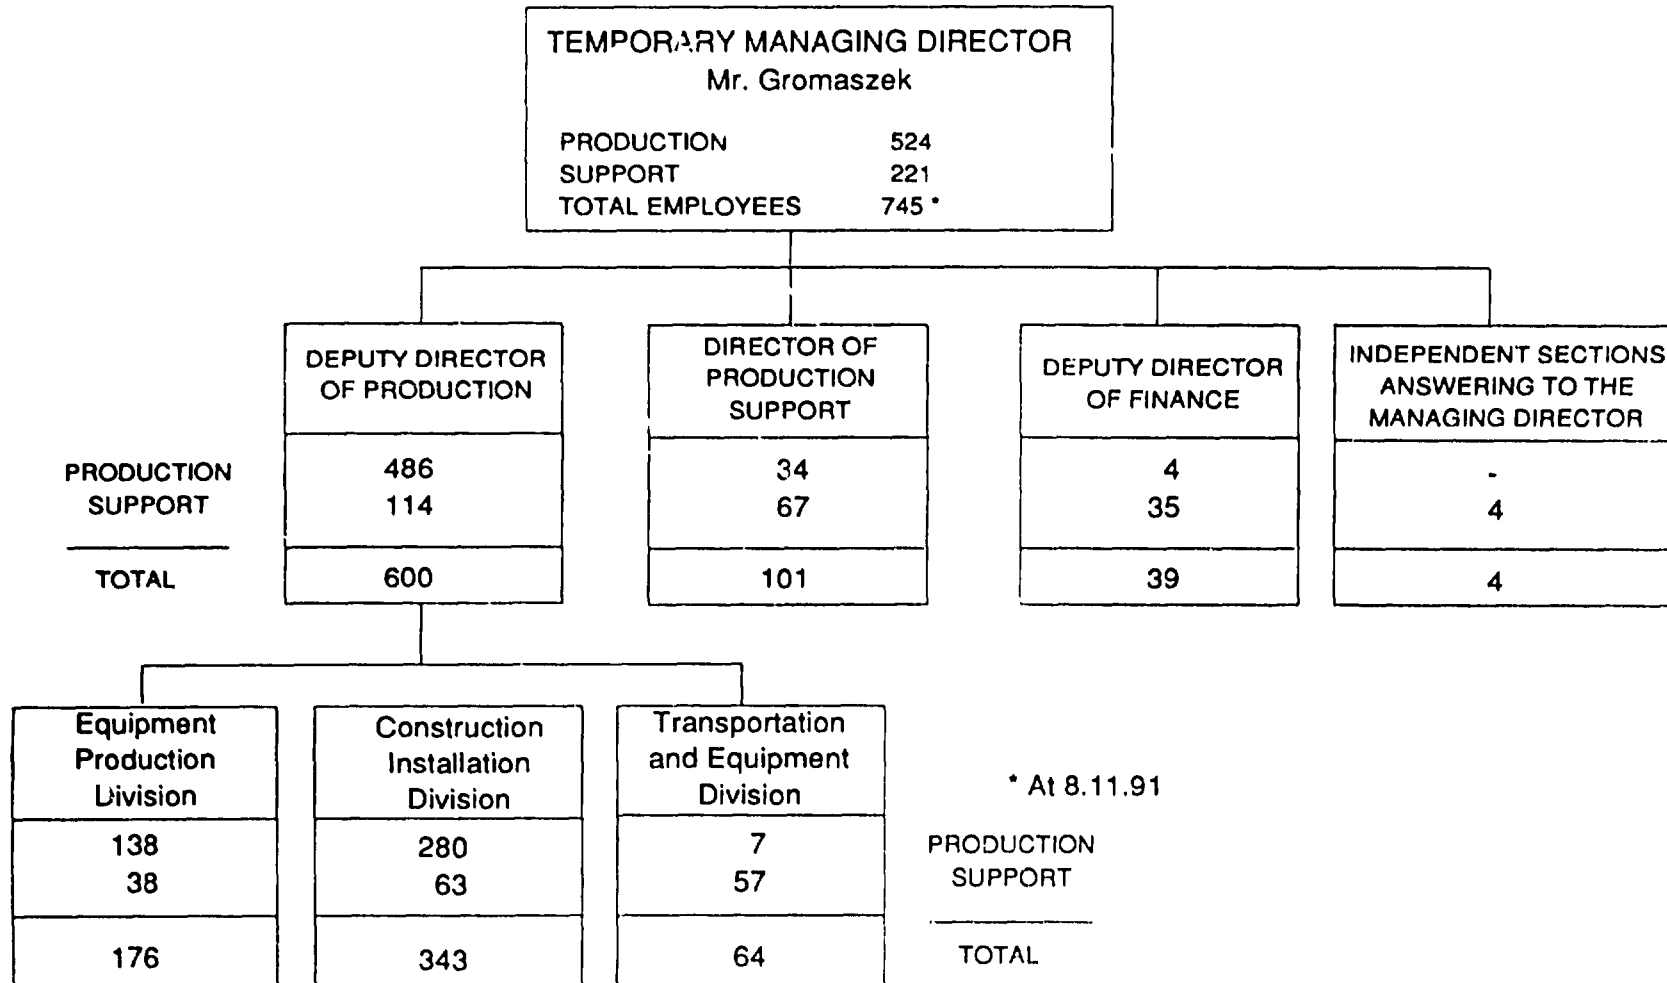 TEMPORARY MANAGING DIRECTOR
Mr. Gromaszek
PRODUCTION 524
SUPPORT 221
TOTAL EMPLOYEES 745 *
DEPUTY DIRECTOR
OF PRODUCTION
DIRECTOR OF
PRODUCTION
SUPPORT
DEPUTY DIRECTOR
OF FINANCE
INDEPENDENT SECTIONS
ANSWERING TO THE
MANAGING DIRECTOR
PRODUCTION 486 34 4 -
SUPPORT 114 67 35 4
TOTAL 600 101 39 4
Equipment
Production
Division
Construction
Installation
Division
Transportation
and Equipment
Division
* At 8.11.91
138 280 7 PRODUCTION
38 63 57 SUPPORT
176 343 64 TOTAL